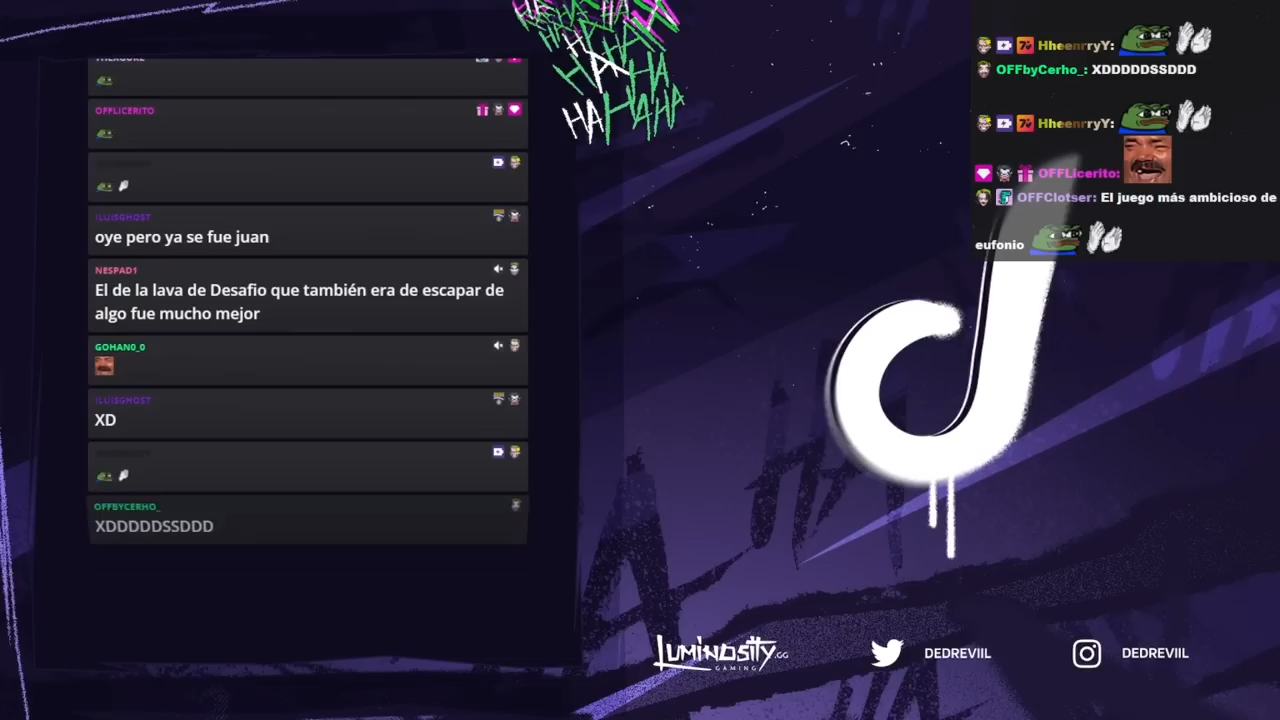 OFFLICERITO
ILUISGHOST
oye pero ya se fue juan
NESPAD1
El de la lava de Desafio que también era de escapar de
algo fue mucho mejor
GOHAN0_0
ILUISGHOST
XD
OFFBYCERHO_
XDDDDDSSDDD
HA HA
HA HAHA
HheenrryY:
OFFbyCerho_: XDDDDDSSDDD
HheenrryY:
OFFLicerito:
OFFClotser: El juego más ambicioso de
eufonio
LUMINOSITY.GG
GAMING
DEDREVIIL
DEDREVIIL